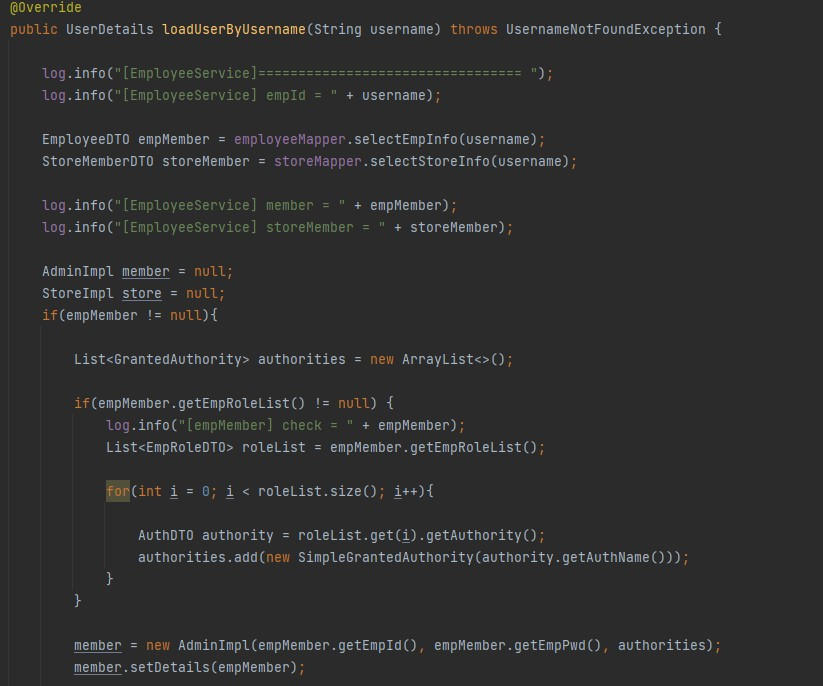 @Override
public UserDetails loadUserByUsername(String username) throws UsernameNotFoundException {
log.info("[EmployeeService]================================= ");
log.info("[EmployeeService] empId = " + username);
EmployeeDTO empMember = employeeMapper.selectEmpInfo(username);
StoreMemberDTO storeMember = storeMapper.selectStoreInfo(username);
log.info("[EmployeeService] member = " + empMember);
log.info("[EmployeeService] storeMember = " + storeMember);
AdminImpl member = null;
StoreImpl store = null;
if(empMember != null){
List<GrantedAuthority> authorities = new ArrayList<>();
if(empMember.getEmpRoleList() != null) {
log.info("[empMember] check = " + empMember);
List<EmpRoleDTO> roleList = empMember.getEmpRoleList();
for(int i = 0; i < roleList.size(); i++){
AuthDTO authority = roleList.get(i).getAuthority();
authorities.add(new SimpleGrantedAuthority(authority.getAuthName()));
}
}
member = new AdminImpl(empMember.getEmpId(), empMember.getEmpPwd(), authorities);
member.setDetails(empMember);